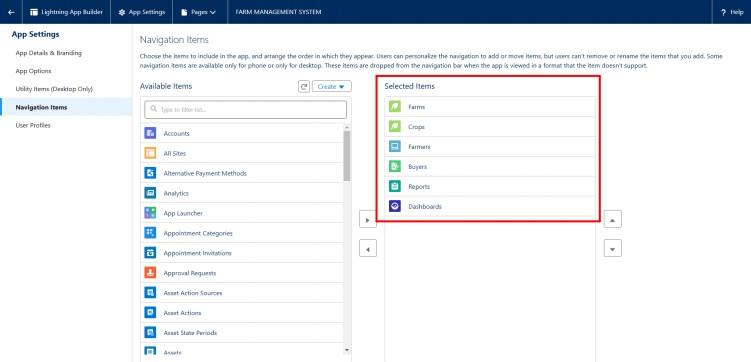 Lightning App Builder
App Settings
Pages
FARM MANAGEMENT SYSTEM
? Help
App Settings
App Details & Branding
App Options
Utility Items (Desktop Only)
Navigation Items
User Profiles
Navigation Items
Choose the items to include in the app, and arrange the order in which they appear. Users can personalize the navigation to add or move items, but users can't remove or rename the items that you add. Some
navigation items are available only for phone or only for desktop. These items are dropped from the navigation bar when the app is viewed in a format that the item doesn't support.
Available Items
Create
Type to filter list...
Accounts
All Sites
Alternative Payment Methods
Analytics
App Launcher
Appointment Categories
Appointment Invitations
Approval Requests
Asset Action Sources
Asset Actions
Asset State Periods
Assets
Selected Items
Farms
Crops
Farmers
Buyers
Reports
Dashboards